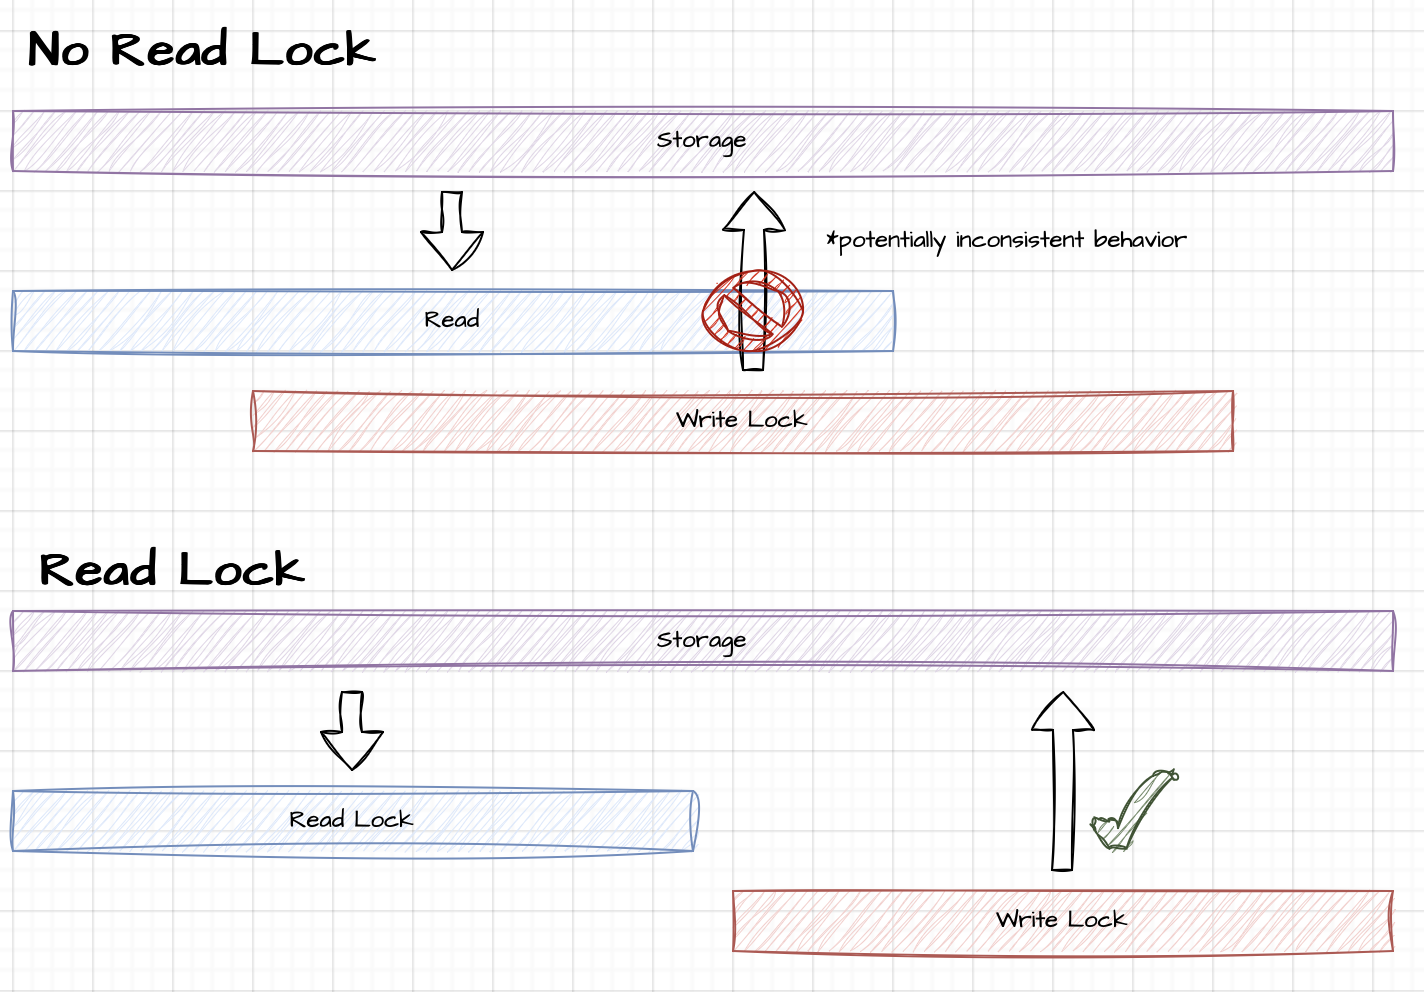 No Read Lock
Storage
*potentially inconsistent behavior
Read
Write Lock
Read Lock
Storage
Read Lock
Write Lock